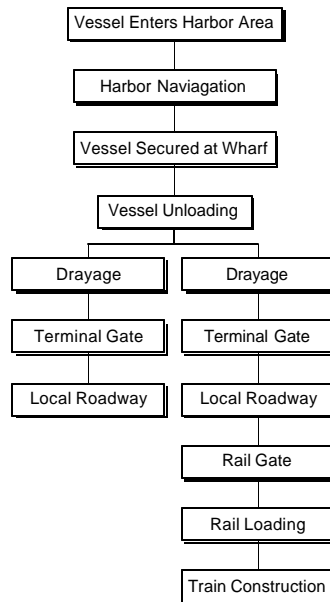 Vessel Enters Harbor Area
Harbor Naviagation
Vessel Secured at Wharf
Vessel Unloading
Drayage
Drayage
Terminal Gate
Terminal Gate
Local Roadway
Local Roadway
Rail Gate
Rail Loading
Train Construction